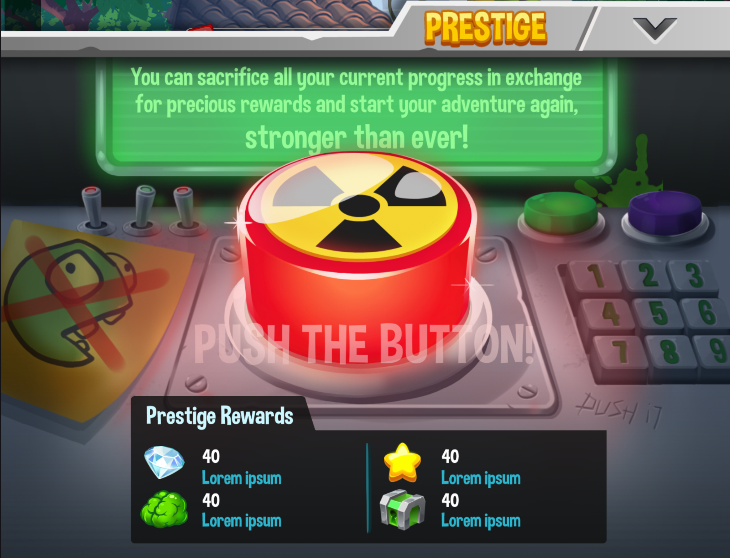 PRESTIGE
You can sacrifice all your current progress in exchange
for precious rewards and start your adventure again,
stronger than ever!
1 2 3
4 5 6
7 8 9
PUSH THE BUTTON!
PUSH IT
Prestige Rewards
40
Lorem ipsum
40
Lorem ipsum
40
Lorem ipsum
40
Lorem ipsum